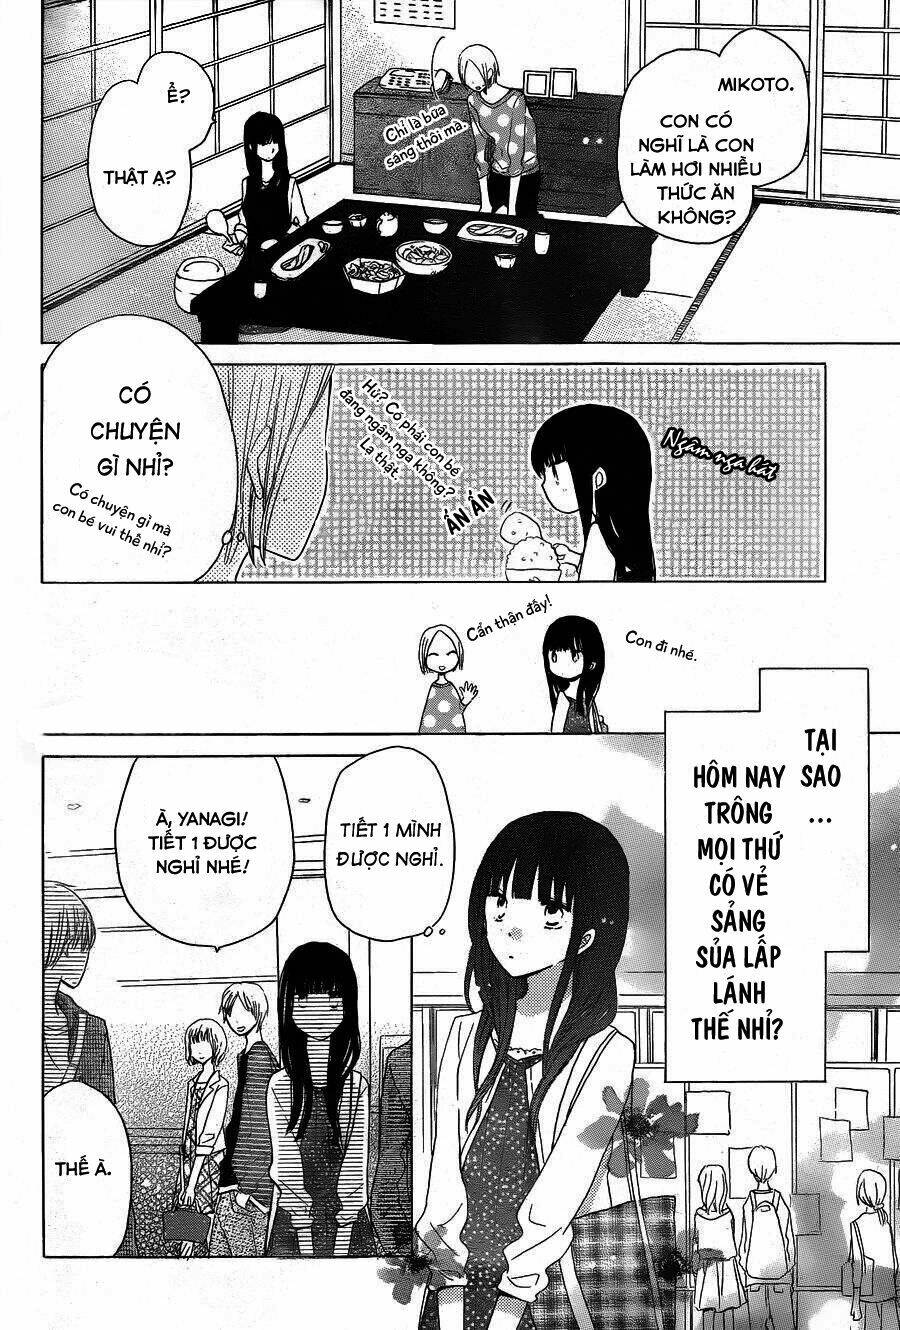 MIKOTO.
CON CÓ
NGHĨ LÀ CON
LÀM HƠI NHIỀU
THỨC ĂN
KHÔNG?
Chỉ là bữa
sáng thôi mà.
Ể?
THẬT Ạ?
Ngâm nga hát
Hử? Có phải con bé
đang ngâm nga không?
Lạ thật.
ẤN ẤN
CÓ
CHUYỆN
GÌ NHỈ?
Có chuyện gì mà
con bé vui thế nhỉ?
Cẩn thận đấy!
Con đi nhé.
TẠI
SAO
...
HÔM NAY
TRÔNG
MỌI THỨ
CÓ VẺ
SẢNG
SỦA LẤP
LÁNH
THẾ NHỈ?
TIẾT 1 MÌNH
ĐƯỢC NGHỈ.
À, YANAGI!
TIẾT 1 ĐƯỢC
NGHỈ NHÉ!
THẾ À.